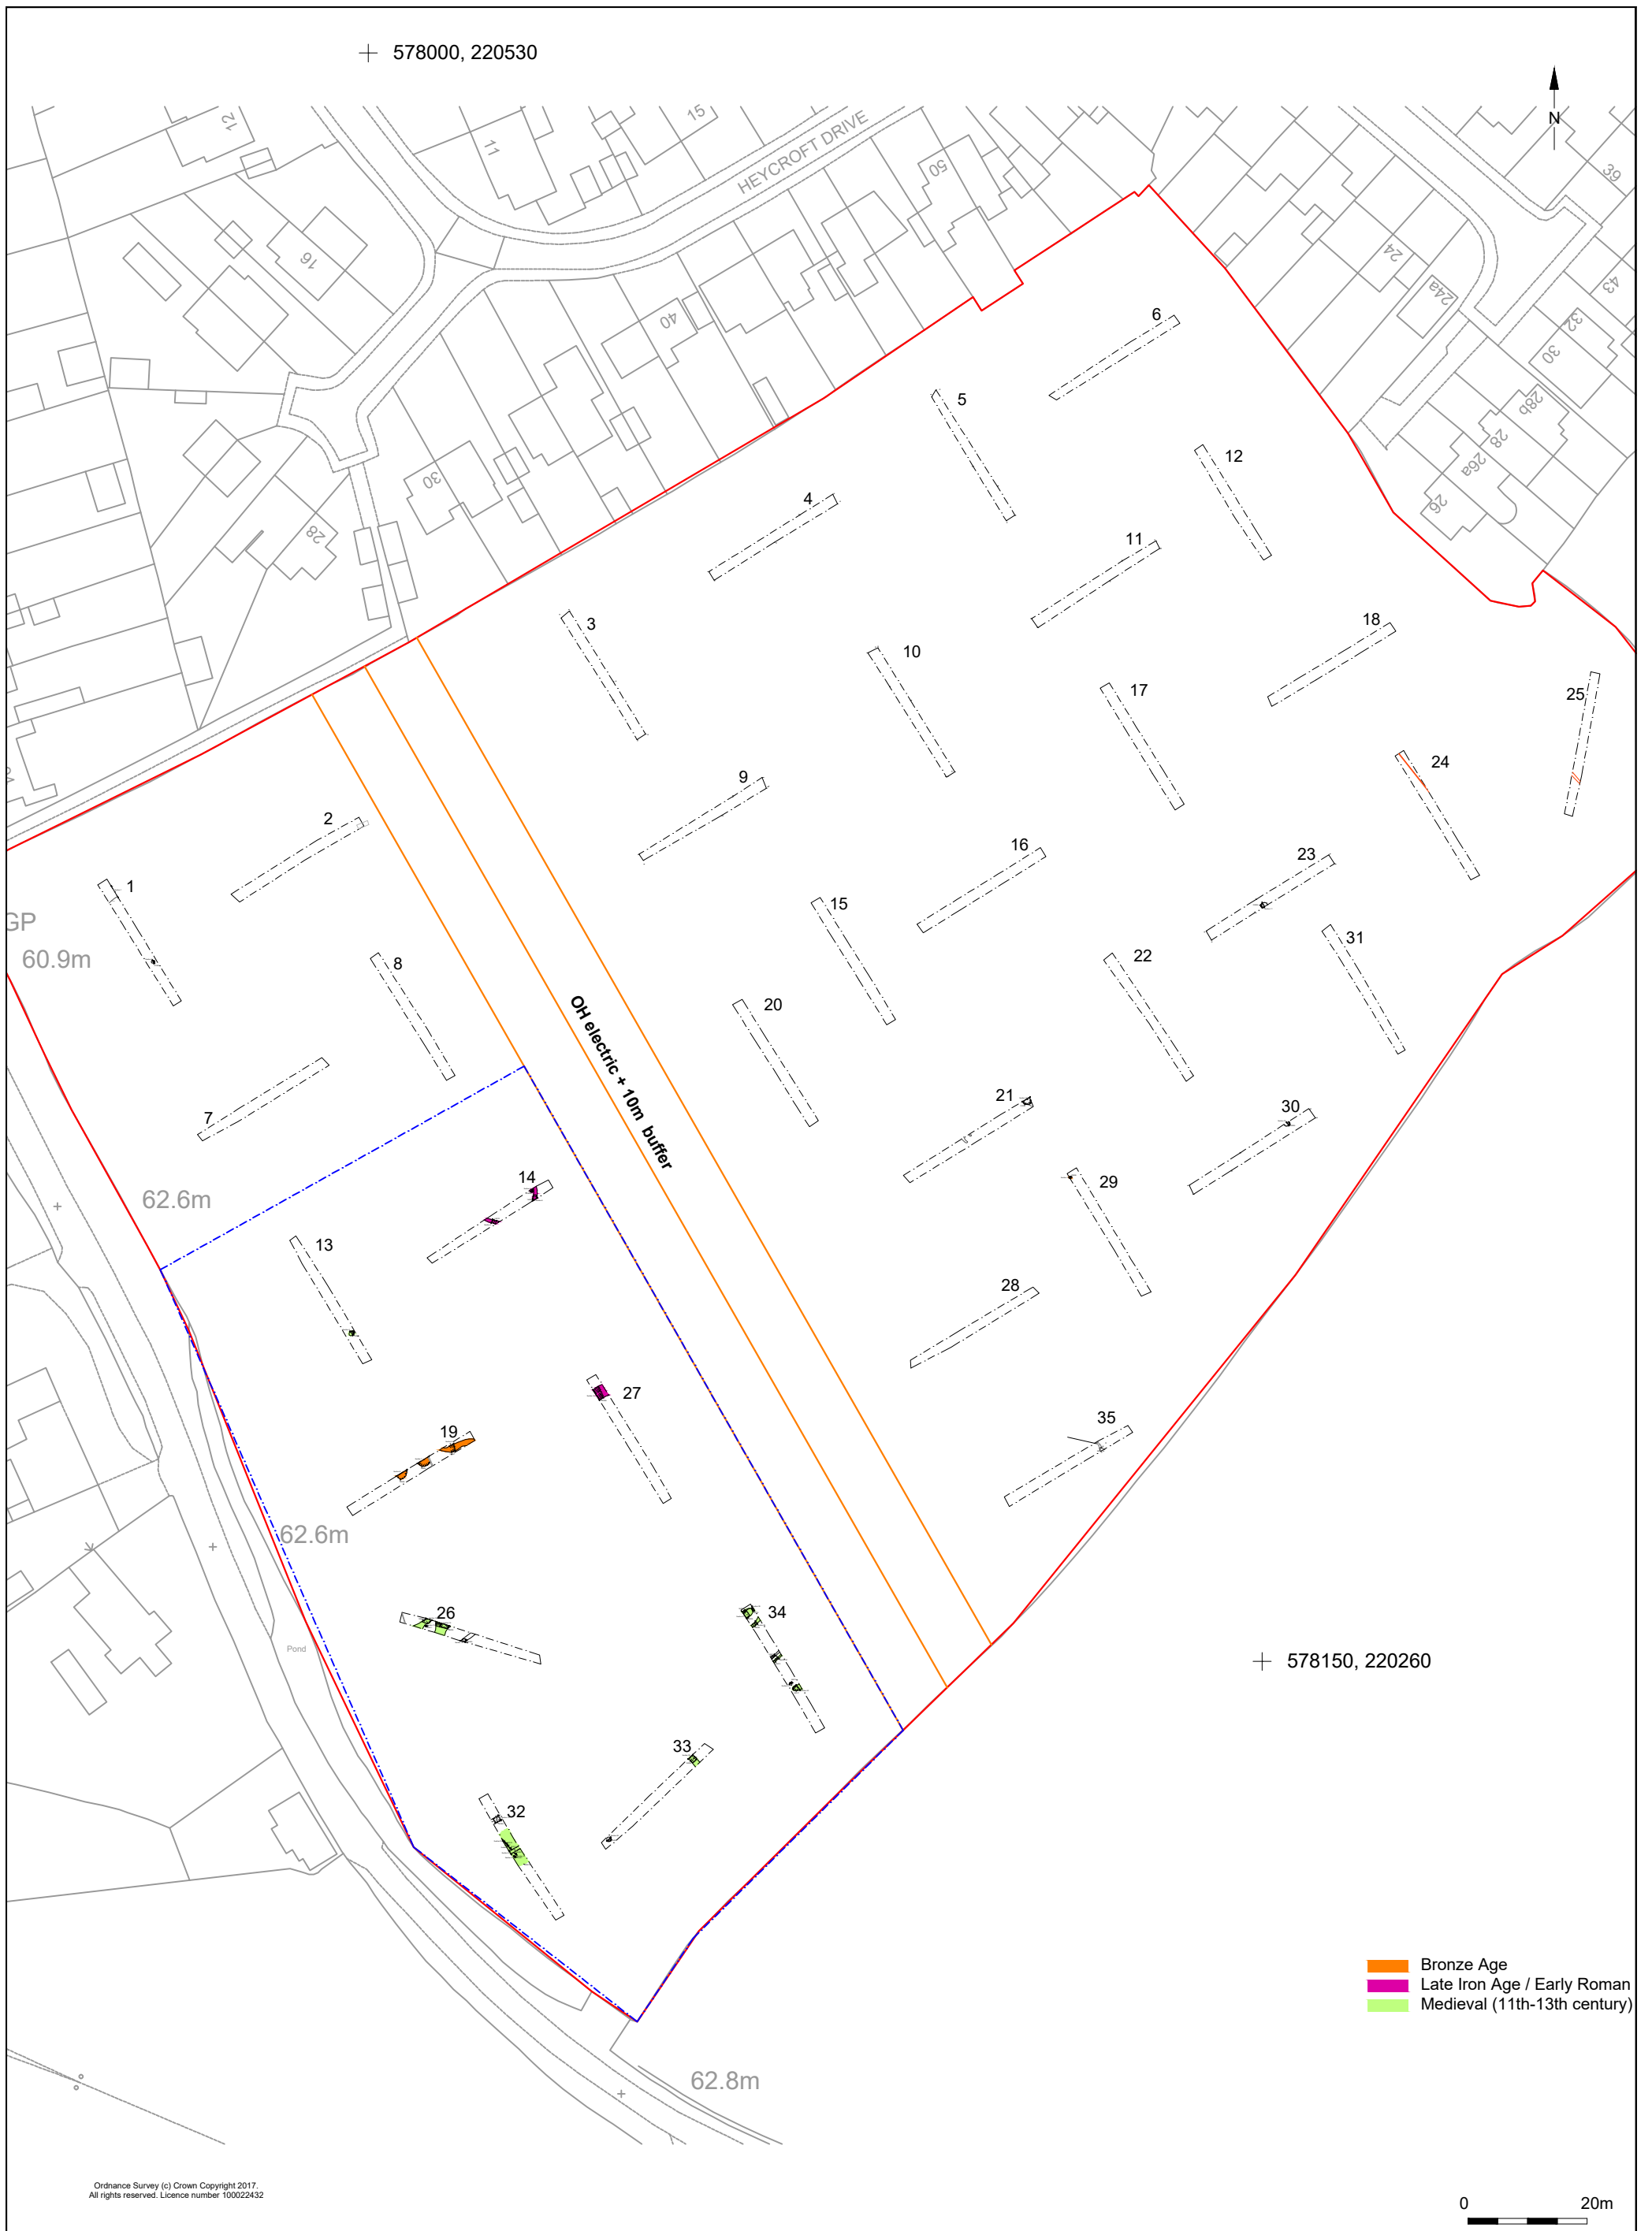 578000, 220530
N
12
11
15
HEYCROFT DRIVE
50
39
16
24
43
24a
40
6
32
30
5
28b
28
12
26a
30
4
26
28
11
3
18
10
17
25
24
9
2
16
23
1
15
GP
31
60.9m
8
22
20
OH electric + 10m buffer
21
30
7
14
29
62.6m
13
28
27
35
19
62.6m
26
34
Pond
578150, 220260
33
32
Bronze Age
Late Iron Age / Early Roman
Medieval (11th-13th century)
62.8m
Ordnance Survey (c) Crown Copyright 2017.
All rights reserved. Licence number 100022432
0 20m